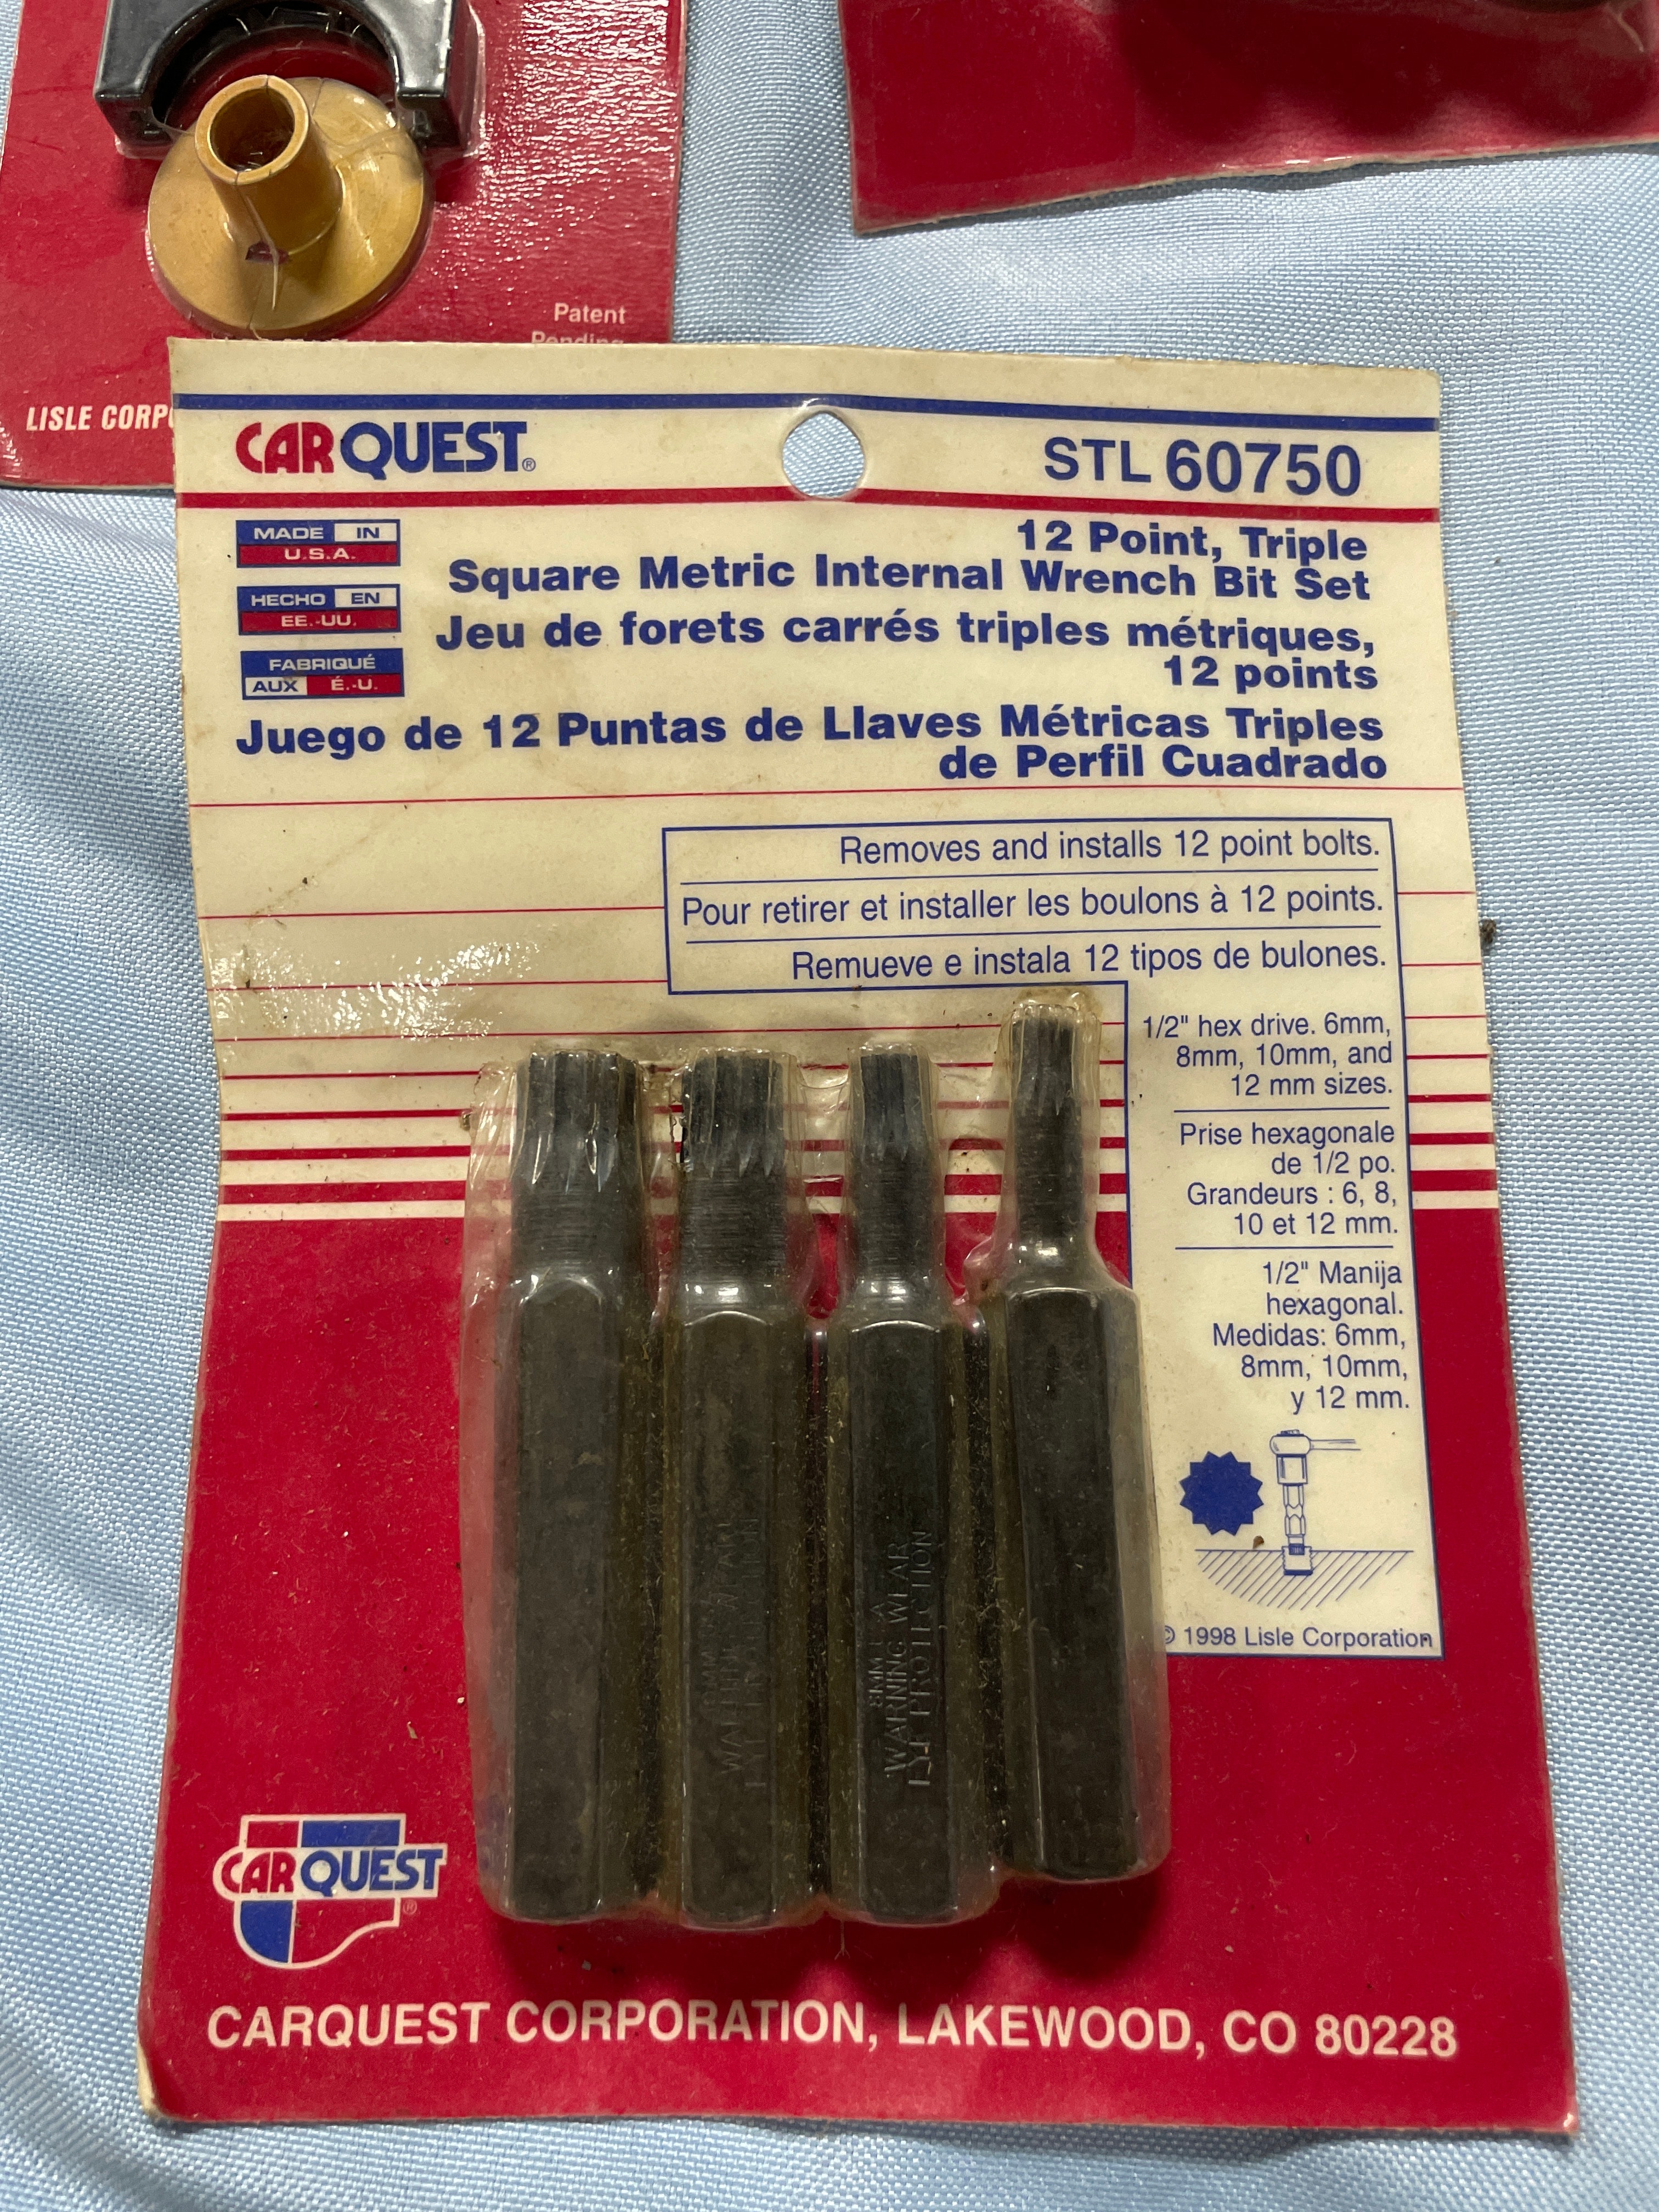 Patent
Pending
LISLE CORP
CARQUEST®
STL 60750
MADE IN
U.S.A.
HECHO EN
EE.-UU.
FABRIQUÉ
AUX É.-U.
12 Point, Triple
Square Metric Internal Wrench Bit Set
Jeu de forets carrés triples métriques,
12 points
Juego de 12 Puntas de Llaves Métricas Triples
de Perfil Cuadrado
Removes and installs 12 point bolts.
Pour retirer et installer les boulons à 12 points.
Remueve e instala 12 tipos de bulones.
1/2" hex drive. 6mm,
8mm, 10mm, and
12 mm sizes.
Prise hexagonale
de 1/2 po.
Grandeurs : 6, 8,
10 et 12 mm.
1/2" Manija
hexagonal.
Medidas: 6mm,
8mm, 10mm,
y 12 mm.
© 1998 Lisle Corporation
8MM
WARNING WEAR
EYE PROTECTION
CARQUEST®
CARQUEST CORPORATION, LAKEWOOD, CO 80228